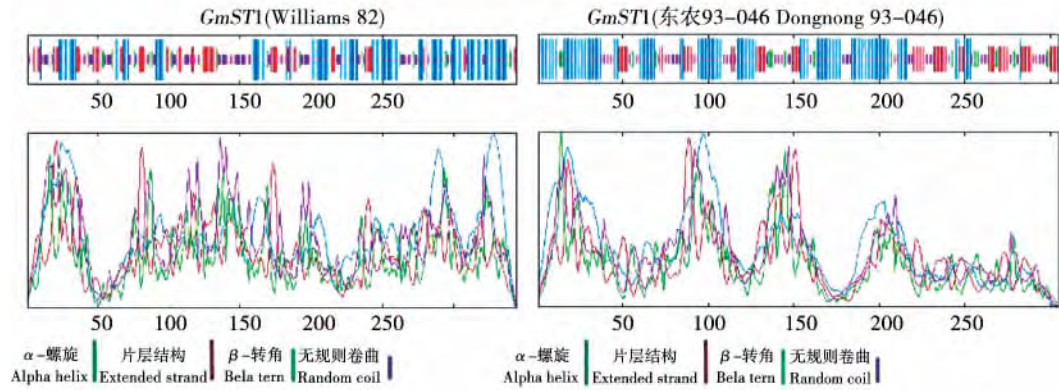 GmST1(Williams 82)
GmST1(东农93-046 Dongnong 93-046)
50 100 150 200 250
50 100 150 200 250
50 100 150 200 250
50 100 150 200 250
α-螺旋 片层结构 β-转角 无规则卷曲
Alpha helix Extended strand Bela tern Random coil
α-螺旋 片层结构 β-转角 无规则卷曲
Alpha helix Extended strand Bela tern Random coil